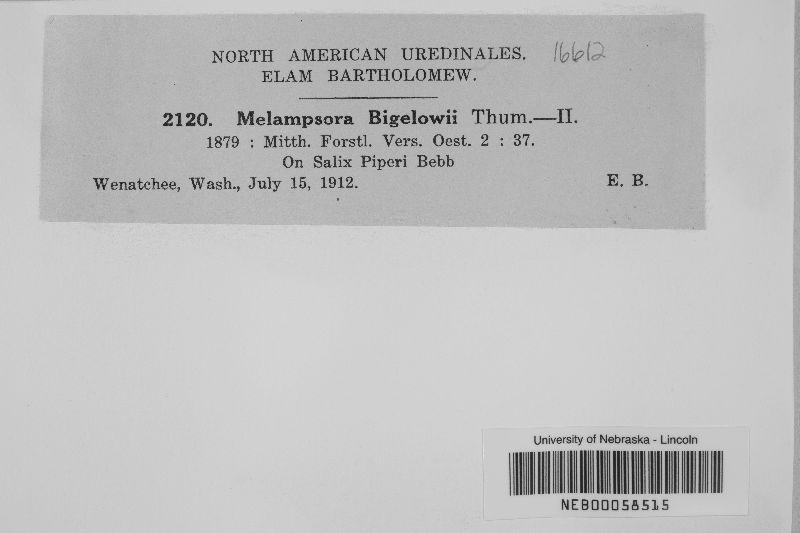 NORTH AMERICAN UREDINALES. 16612
ELAM BARTHOLOMEW.
2120. Melampsora Bigelowii Thum.—II.
1879 : Mitth. Forstl. Vers. Oest. 2 : 37.
On Salix Piperi Bebb
Wenatchee, Wash., July 15, 1912. E. B.
University of Nebraska - Lincoln
NEB00058515